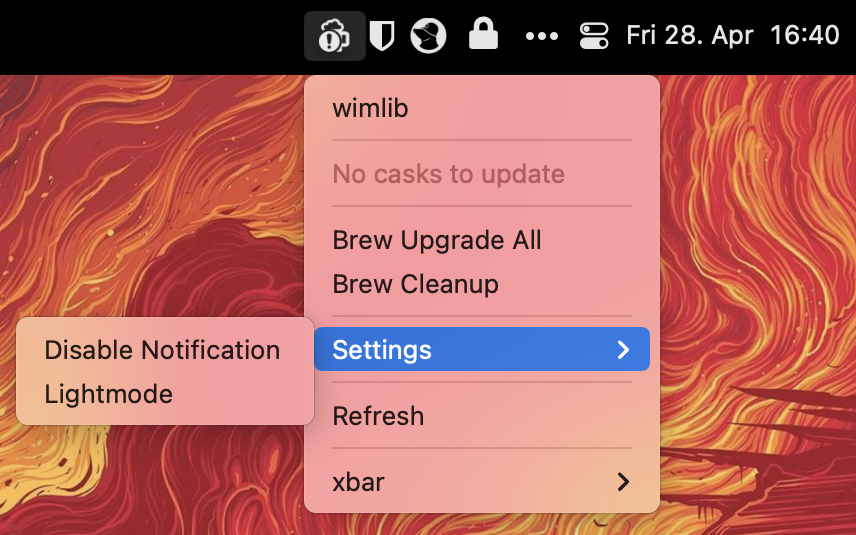 Fri 28. Apr 16:40
wimlib
No casks to update
Brew Upgrade All
Brew Cleanup
Settings
Disable Notification
Lightmode
Refresh
xbar